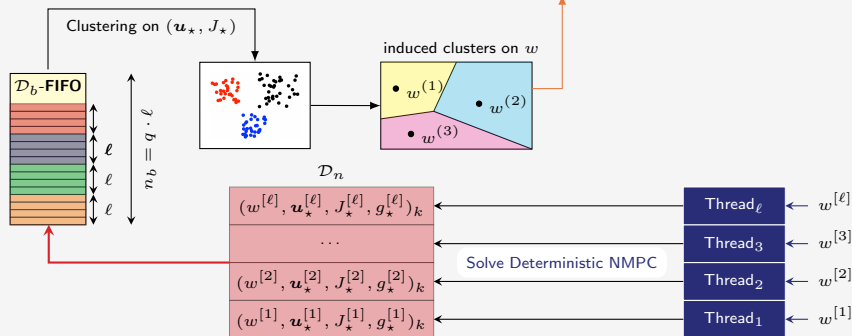 Clustering on (𝒖⋆, J⋆)
induced clusters on w
𝒟b-FIFO
w(1)
w(2)
w(3)
nb = q · ℓ
ℓ
ℓ
ℓ
𝒟n
(w[ℓ], 𝒖⋆[ℓ], J⋆[ℓ], g⋆[ℓ])k
Threadℓ
w[ℓ]
...
Thread3
w[3]
Solve Deterministic NMPC
(w[2], 𝒖⋆[2], J⋆[2], g⋆[2])k
Thread2
w[2]
(w[1], 𝒖⋆[1], J⋆[1], g⋆[1])k
Thread1
w[1]